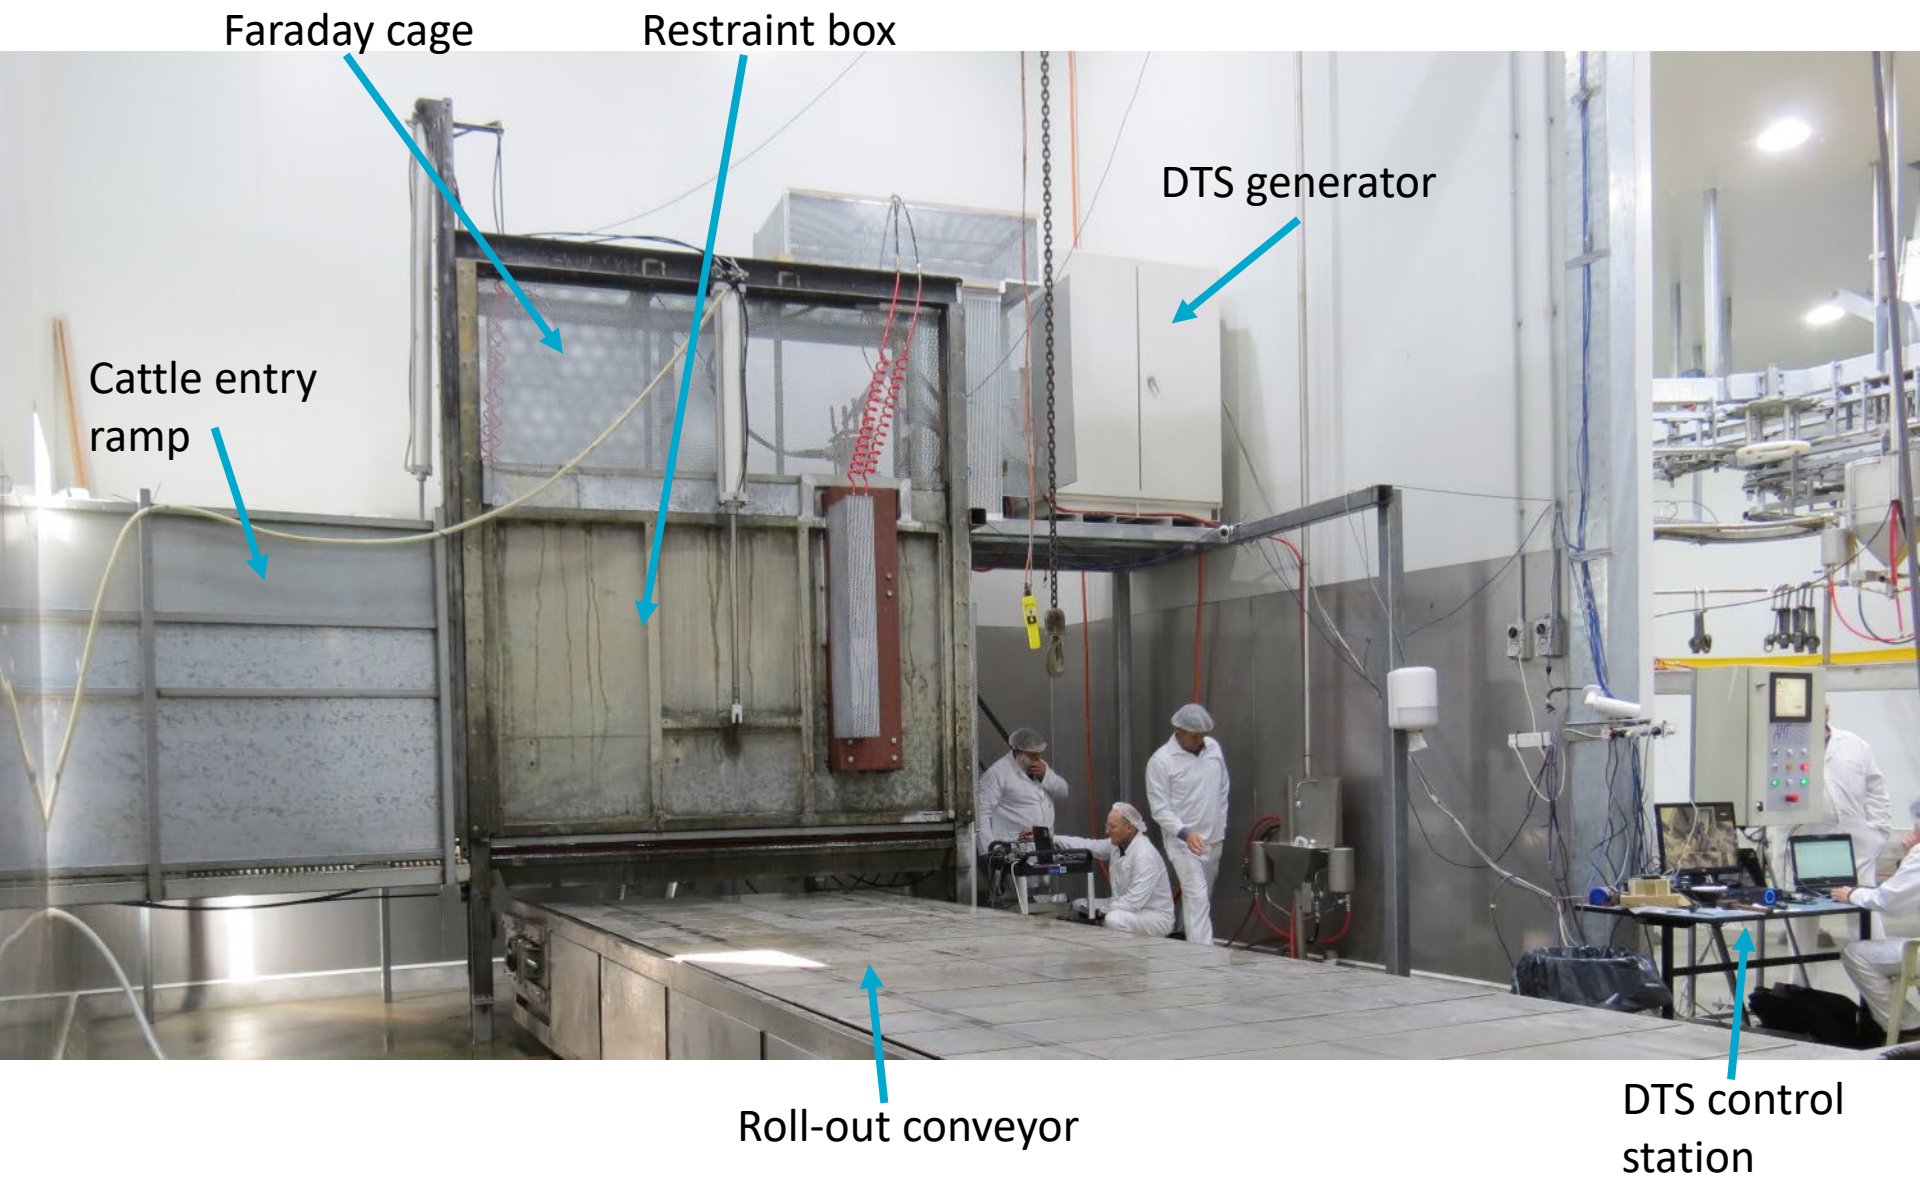 Faraday cage
Restraint box
DTS generator
Cattle entry
ramp
Roll-out conveyor
DTS control
station